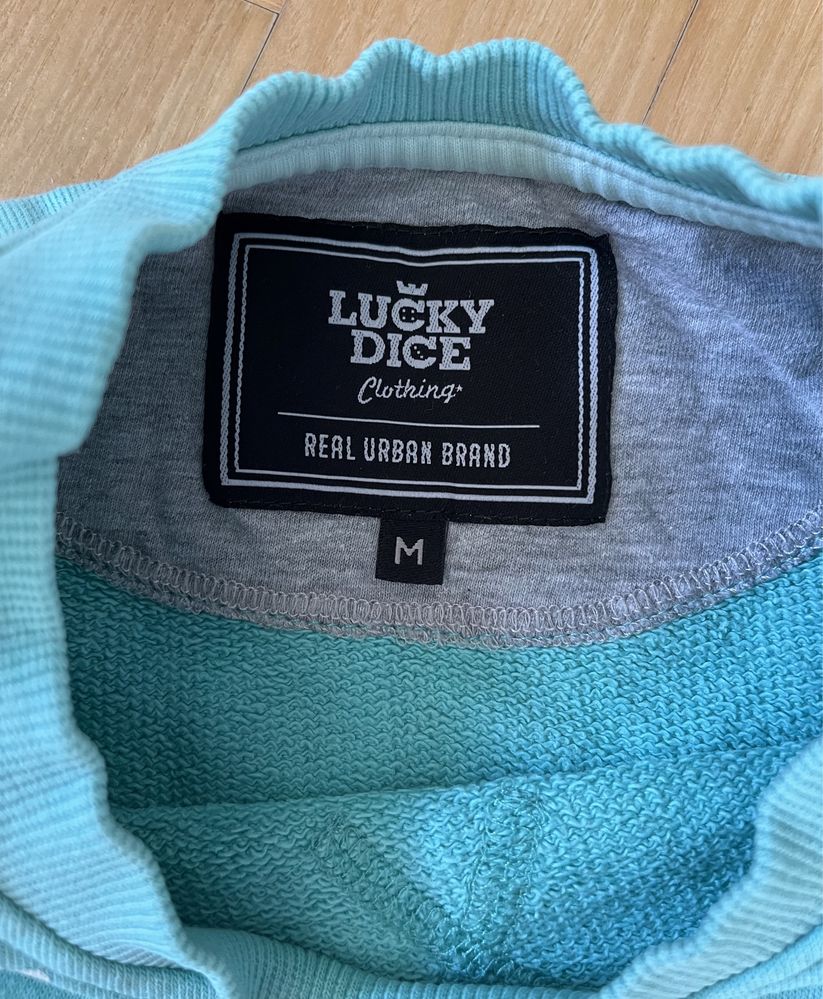 LUCKY
DICE
Clothing*
REAL URBAN BRAND
M